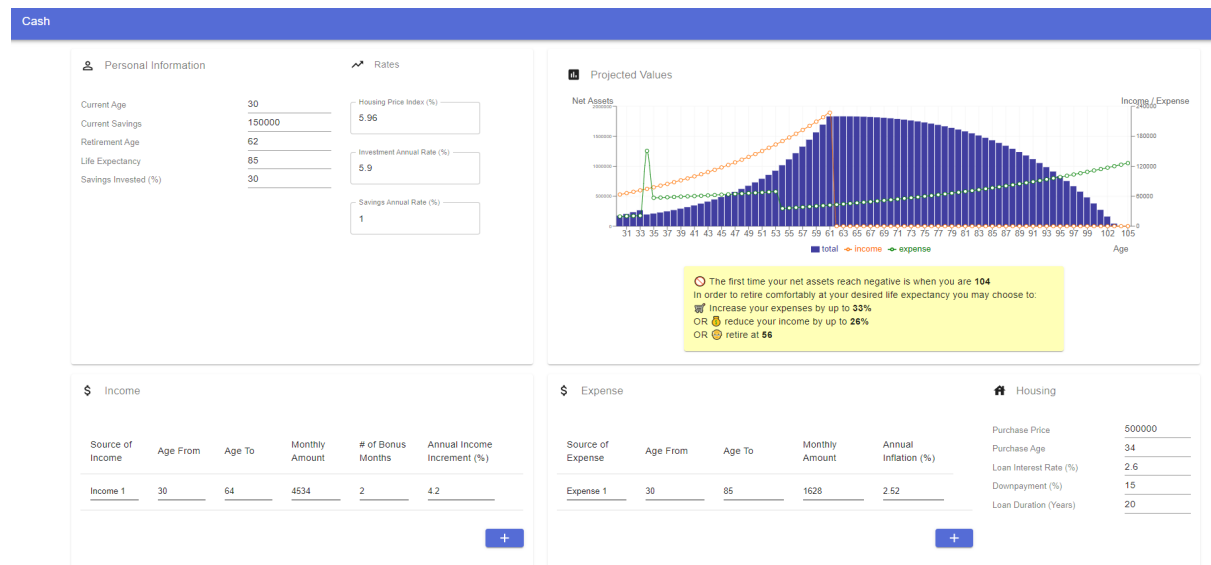 Cash
Personal Information
Current Age 30
Current Savings 150000
Retirement Age 62
Life Expectancy 85
Savings Invested (%) 30
Rates
Housing Price Index (%)
5.96
Investment Annual Rate (%)
5.9
Savings Annual Rate (%)
1
Projected Values
Net Assets
Income / Expense
2000000
1500000
1000000
500000
0
240000
180000
120000
60000
0
31 33 35 37 39 41 43 45 47 49 51 53 55 57 59 61 63 65 67 69 71 73 75 77 79 81 83 85 87 89 91 93 95 97 99 102 105
total income expense
Age
The first time your net assets reach negative is when you are 104
In order to retire comfortably at your desired life expectancy you may choose to:
Increase your expenses by up to 33%
OR reduce your income by up to 26%
OR retire at 56
$ Income
Source of Income Age From Age To Monthly Amount # of Bonus Months Annual Income Increment (%)
Income 1 30 64 4534 2 4.2
+
$ Expense
Source of Expense Age From Age To Monthly Amount Annual Inflation (%)
Expense 1 30 85 1628 2.52
+
Housing
Purchase Price 500000
Purchase Age 34
Loan Interest Rate (%) 2.6
Downpayment (%) 15
Loan Duration (Years) 20